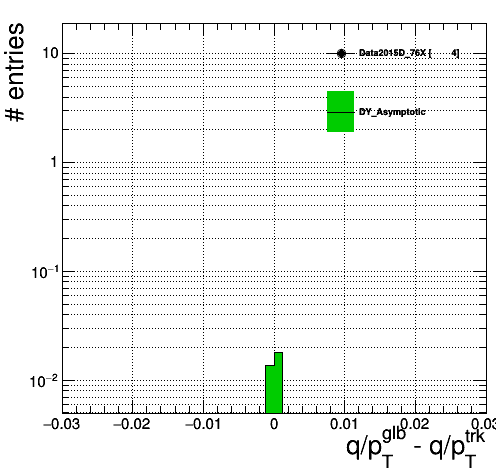 # entries
10
1
10⁻¹
10⁻²
Data2015D_76X [ 4]
DY_Asymptotic
−0.03 −0.02 −0.01 0 0.01 0.02 0.03
q/p_T^glb - q/p_T^trk